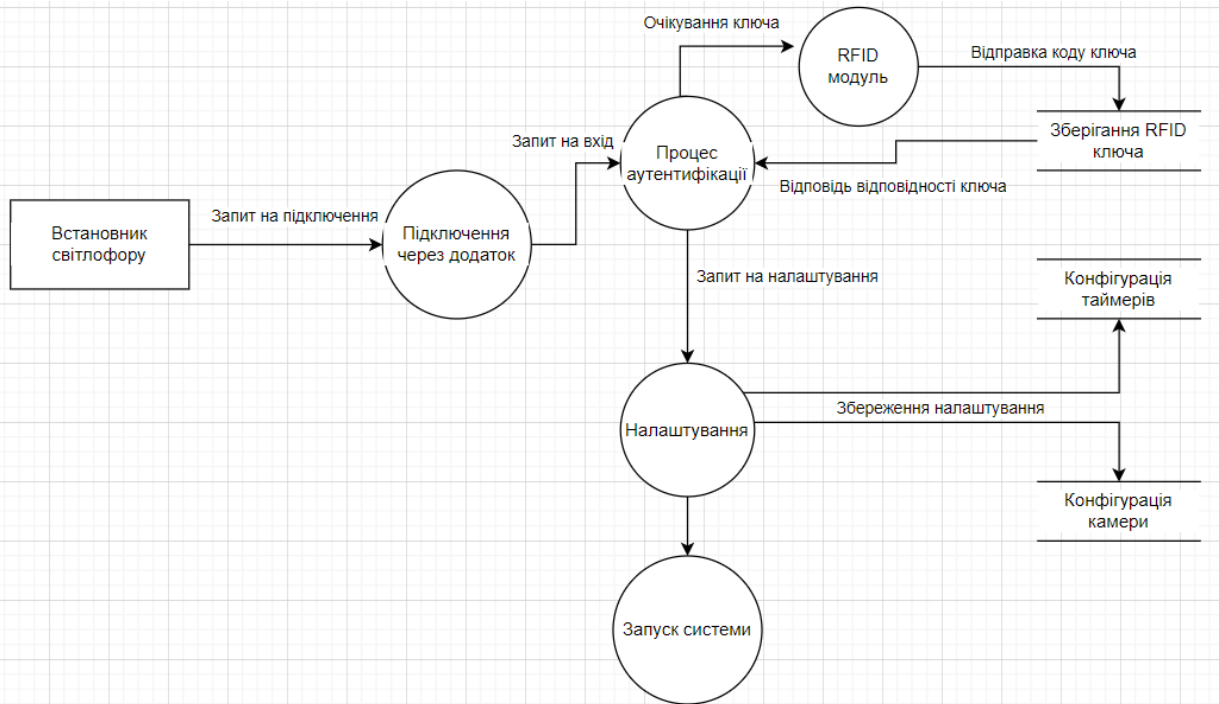 Очікування ключа
RFID
модуль
Відправка коду ключа
Зберігання RFID
ключа
Запит на вхід
Процес
аутентифікації
Відповідь відповідності ключа
Встановник
світлофору
Запит на підключення
Підключення
через додаток
Запит на налаштування
Конфігурація
таймерів
Налаштування
Збереження налаштування
Конфігурація
камери
Запуск системи